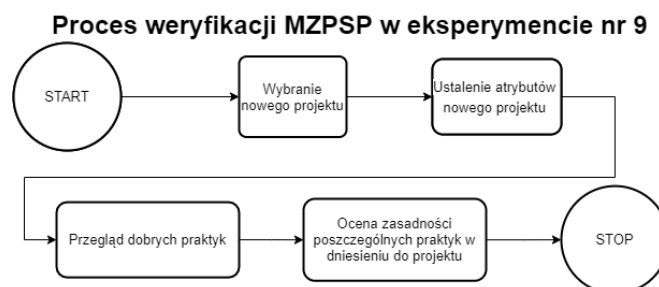 Proces weryfikacji MZPSP w eksperymencie nr 9
START
Wybranie
nowego projektu
Ustalenie atrybutów
nowego projektu
Przegląd dobrych praktyk
Ocena zasadności
poszczególnych praktyk w
dniesieniu do projektu
STOP